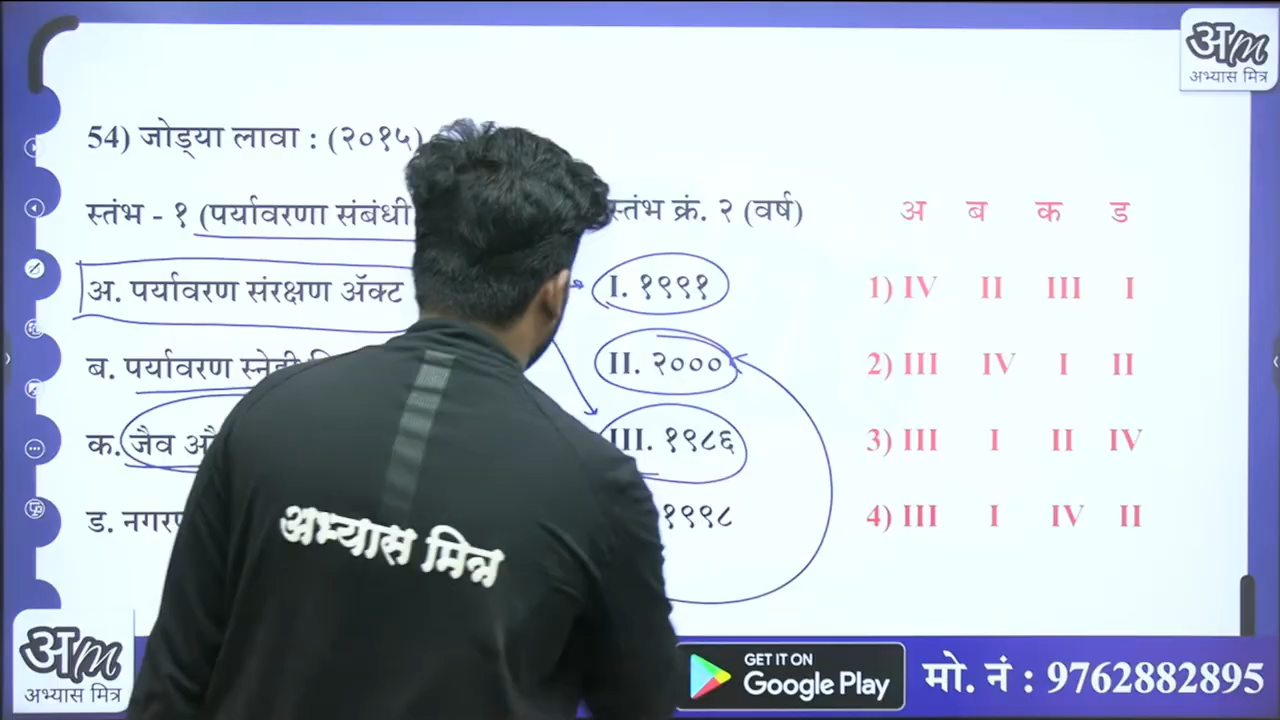 अm
अभ्यास मित्र
54) जोड्या लावा : (२०१५)
स्तंभ - १ (पर्यावरणा संबंधी स्तंभ क्रं. २ (वर्ष) अ ब क ड
अ. पर्यावरण संरक्षण ॲक्ट I. १९९१ 1) IV II III I
ब. पर्यावरण II. २००० 2) III IV I II
क. जैव III. १९८६ 3) III I II IV
ड. १९९८ 4) III I IV II
अभ्यास मित्र
अm
अभ्यास मित्र
GET IT ON
Google Play
मो. नं : 9762882895